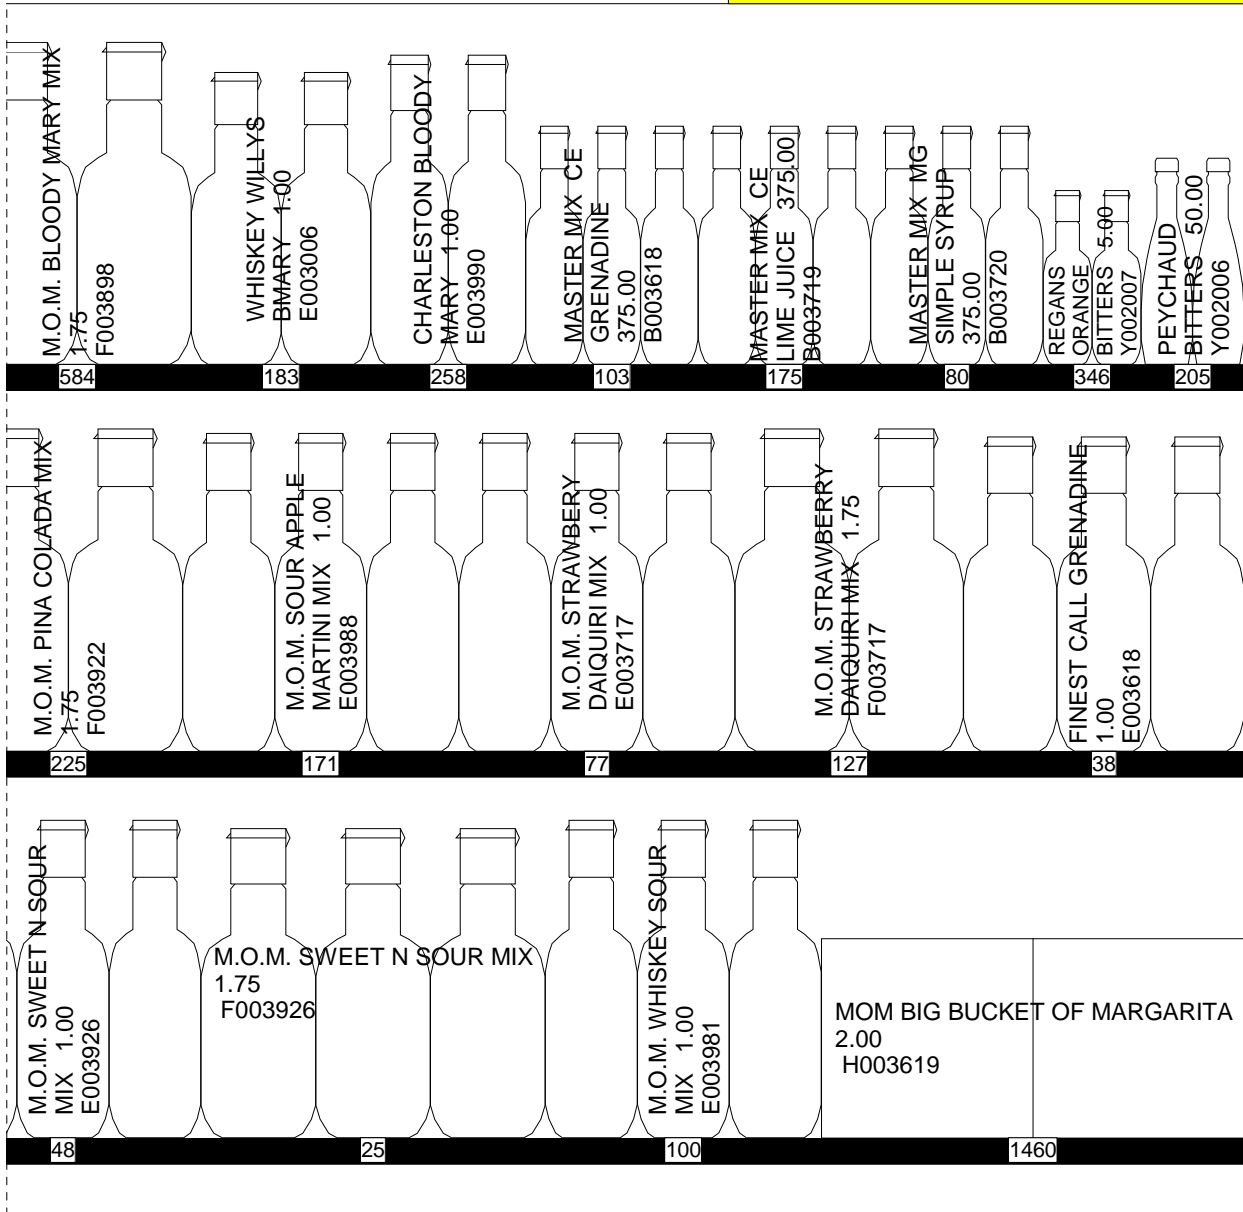 M.O.M. BLOODY MARY MIX
1.75
F003898
WHISKEY WILLYS
BMARY 1.00
E003006
CHARLESTON BLOODY
MARY 1.00
E003990
MASTER MIX CE
GRENADINE
375.00
B003618
MASTER MIX CE
LIME JUICE 375.00
B003719
MASTER MIX MG
SIMPLE SYRUP
375.00
B003720
REGANS
ORANGE
BITTERS 5.00
Y002007
PEYCHAUD
BITTERS 50.00
Y002006
584
183
258
103
175
80
346
205
M.O.M. PINA COLADA MIX
1.75
F003922
M.O.M. SOUR APPLE
MARTINI MIX 1.00
E003988
M.O.M. STRAWBERY
DAIQUIRI MIX 1.00
E003717
M.O.M. STRAWBERRY
DAIQUIRI MIX 1.75
F003717
FINEST CALL GRENADINE
1.00
E003618
225
171
77
127
38
M.O.M. SWEET N SOUR
MIX 1.00
E003926
M.O.M. SWEET N SOUR MIX
1.75
F003926
M.O.M. WHISKEY SOUR
MIX 1.00
E003981
MOM BIG BUCKET OF MARGARITA
2.00
H003619
48
25
100
1460